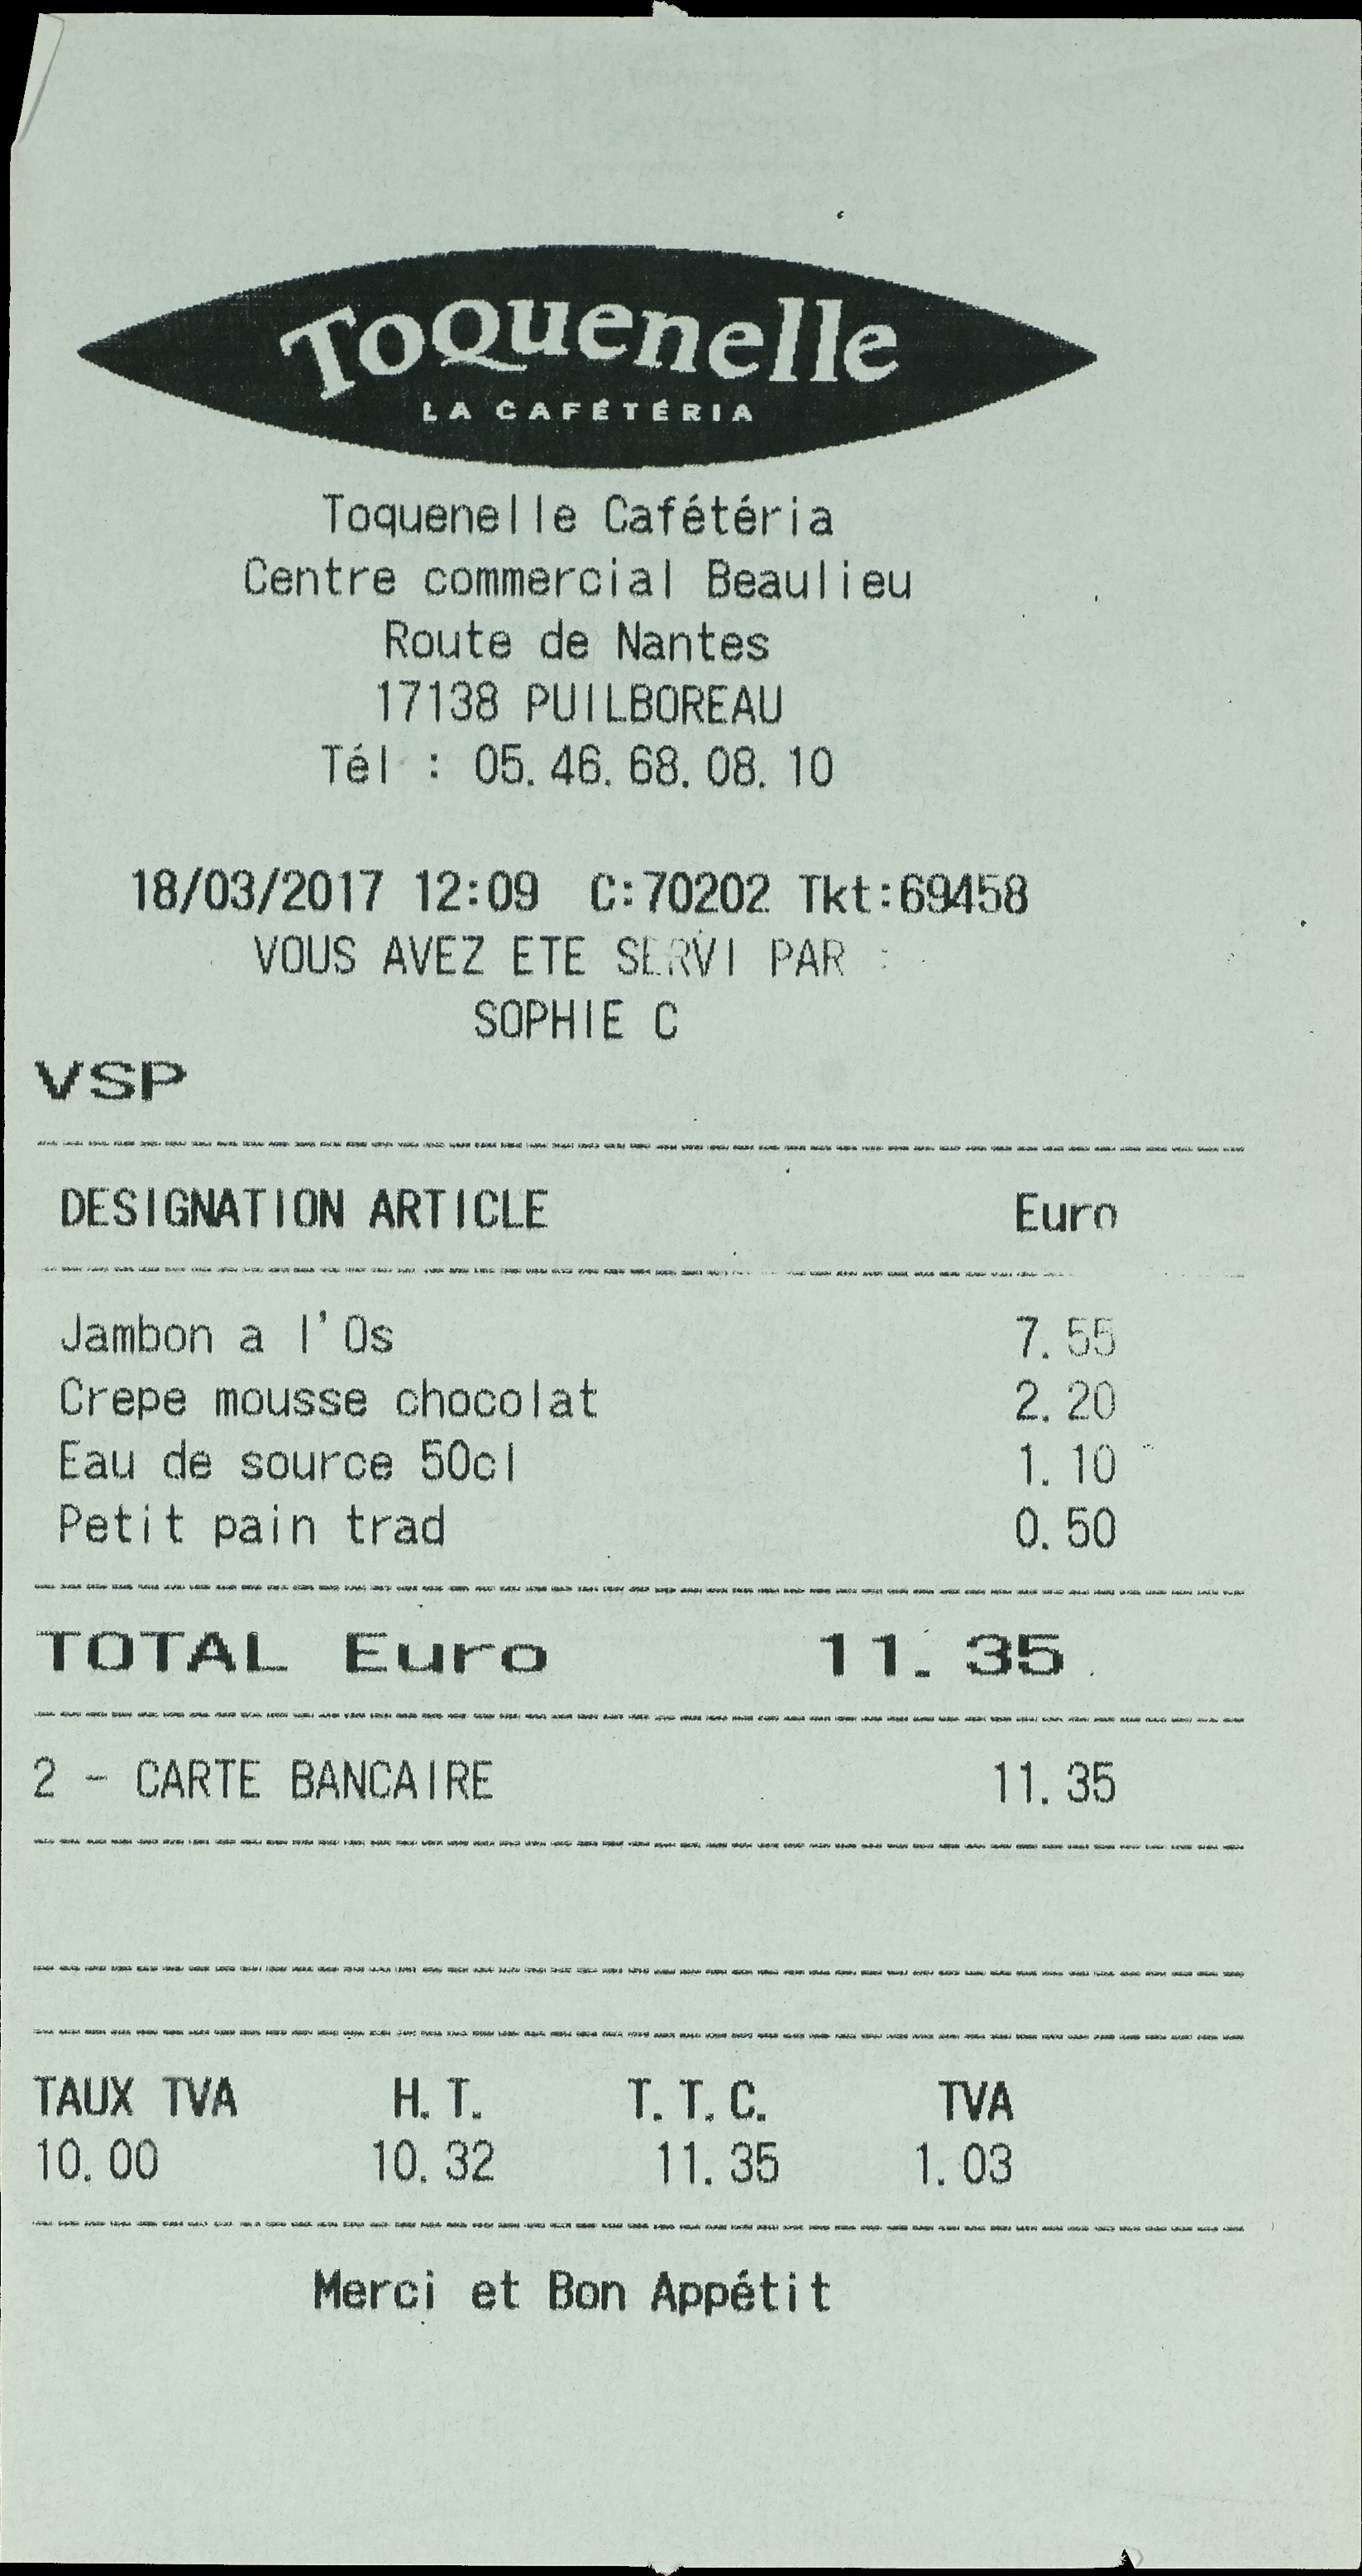 Toquenelle
LA CAFÉTÉRIA
Toquenelle Cafétéria
Centre commercial Beaulieu
Route de Nantes
17138 PUILBOREAU
Tél : 05.46.68.08.10
18/03/2017 12:09 C:70202 Tkt:69458
VOUS AVEZ ETE SERVI PAR :
SOPHIE C
VSP
DESIGNATION ARTICLE Euro
Jambon a l'Os 7.55
Crepe mousse chocolat 2.20
Eau de source 50cl 1.10
Petit pain trad 0.50
TOTAL Euro 11.35
2 - CARTE BANCAIRE 11.35
TAUX TVA H.T. T.T.C. TVA
10.00 10.32 11.35 1.03
Merci et Bon Appétit